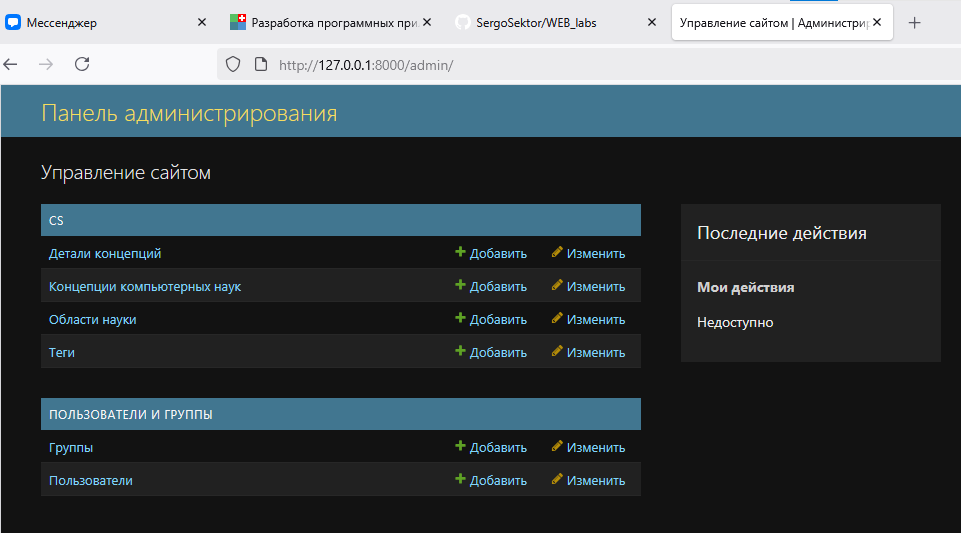 Мессенджер
Разработка программных при
SergoSektor/WEB_labs
Управление сайтом | Администрир
http://127.0.0.1:8000/admin/
Панель администрирования
Управление сайтом
CS
Детали концепций Добавить Изменить
Концепции компьютерных наук Добавить Изменить
Области науки Добавить Изменить
Теги Добавить Изменить
ПОЛЬЗОВАТЕЛИ И ГРУППЫ
Группы Добавить Изменить
Пользователи Добавить Изменить
Последние действия
Мои действия
Недоступно